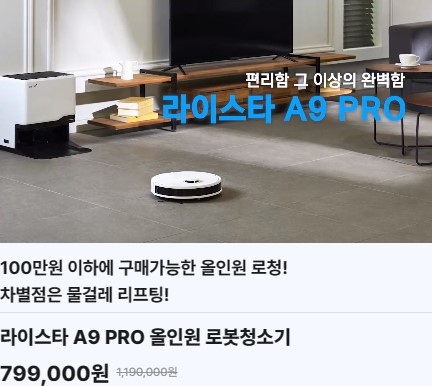 편리함 그 이상의 완벽함
라이스타 A9 PRO
100만원 이하에 구매가능한 올인원 로청!
차별점은 물걸레 리프팅!
라이스타 A9 PRO 올인원 로봇청소기
799,000원 1,190,000원